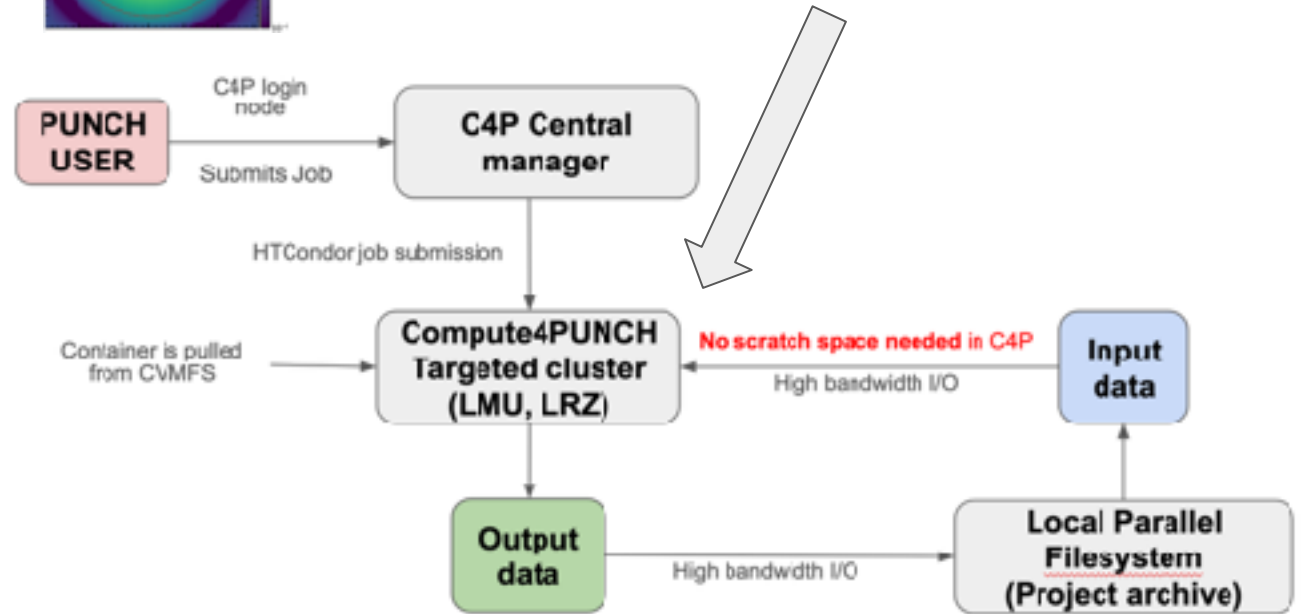 C4P login
node
PUNCH
USER
Submits Job
C4P Central
manager
HTCondor job submission
Container is pulled
from CVMFS
Compute4PUNCH
Targeted cluster
(LMU, LRZ)
No scratch space needed in C4P
High bandwidth I/O
Input
data
Output
data
High bandwidth I/O
Local Parallel
Filesystem
(Project archive)